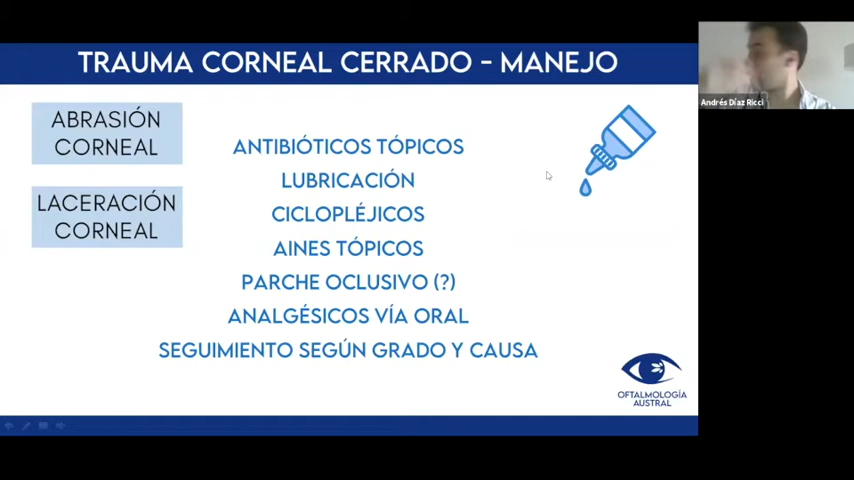 TRAUMA CORNEAL CERRADO - MANEJO
Andrés Díaz Ricci
ABRASIÓN
CORNEAL
LACERACIÓN
CORNEAL
ANTIBIÓTICOS TÓPICOS
LUBRICACIÓN
CICLOPLÉJICOS
AINES TÓPICOS
PARCHE OCLUSIVO (?)
ANALGÉSICOS VÍA ORAL
SEGUIMIENTO SEGÚN GRADO Y CAUSA
OFTALMOLOGÍA
AUSTRAL